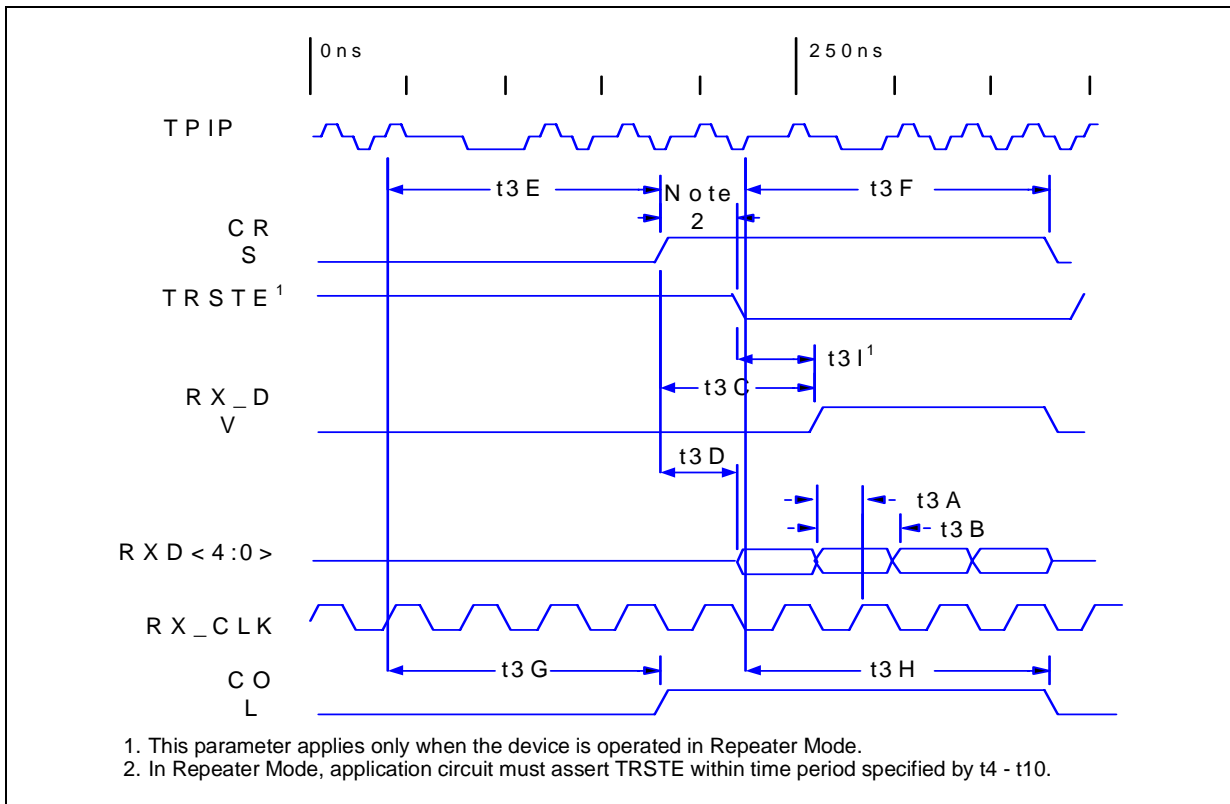 0ns 250ns
TPIP
t3E Note 2 t3F
CR
S
TRSTE1
t3I1
t3C
RX_D
V
t3D
t3A
t3B
RXD<4:0>
RX_CLK
t3G t3H
CO
L
1. This parameter applies only when the device is operated in Repeater Mode.
2. In Repeater Mode, application circuit must assert TRSTE within time period specified by t4 - t10.